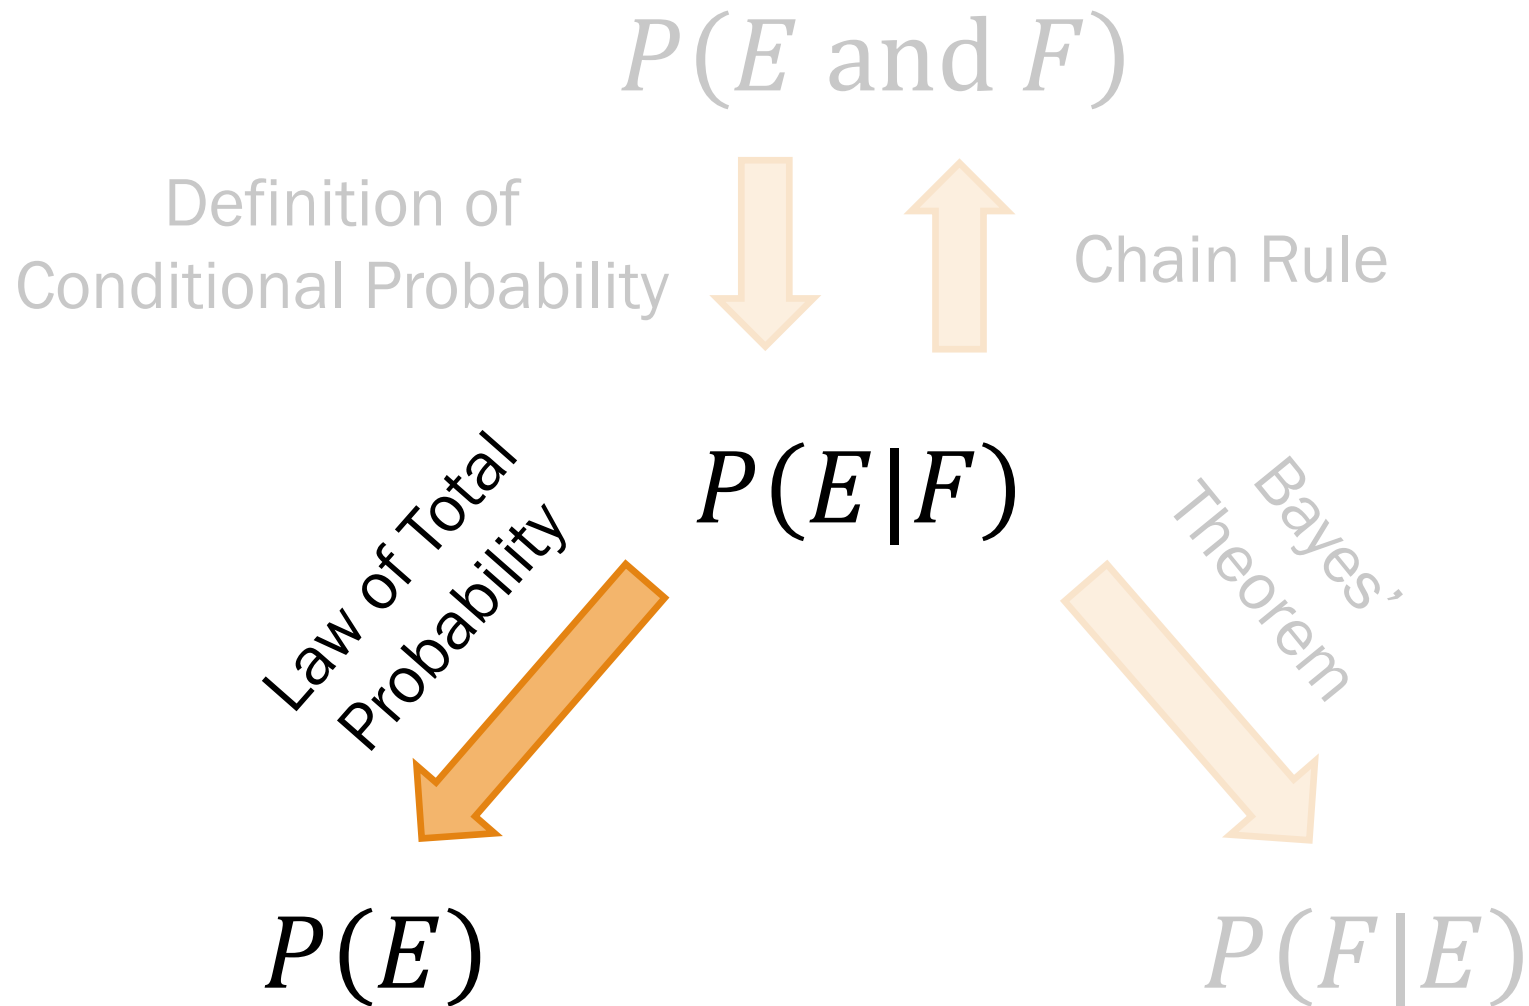 P(E and F)
Definition of
Conditional Probability
Chain Rule
P(E|F)
Law of Total
Probability
Bayes’
Theorem
P(E)
P(F|E)